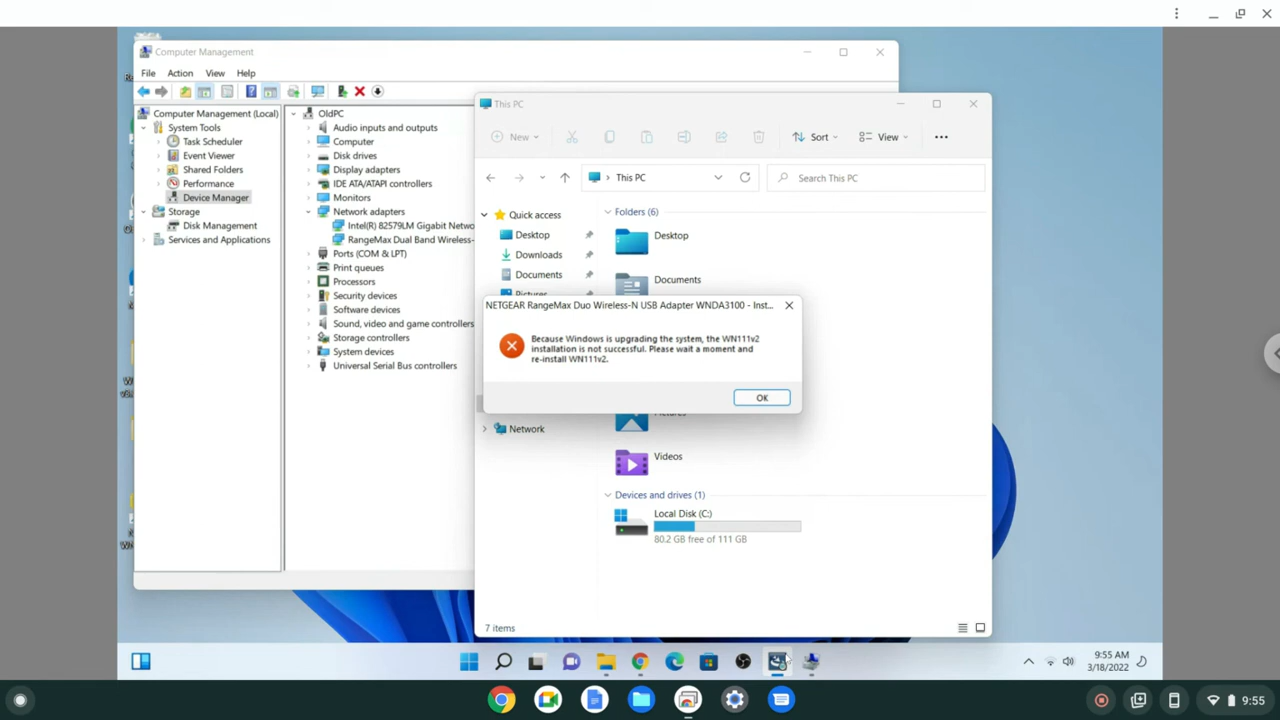 Computer Management
File Action View Help
Computer Management (Local)
System Tools
Task Scheduler
Event Viewer
Shared Folders
Performance
Device Manager
Storage
Disk Management
Services and Applications
OldPC
Audio inputs and outputs
Computer
Disk drives
Display adapters
IDE ATA/ATAPI controllers
Monitors
Network adapters
Intel(R) 82579LM Gigabit Netwo
RangeMax Dual Band Wireless-
Ports (COM & LPT)
Print queues
Processors
Security devices
Software devices
Sound, video and game controllers
Storage controllers
System devices
Universal Serial Bus controllers
This PC
New Sort View
This PC
Search This PC
Quick access
Desktop
Downloads
Documents
Pictures
Network
Folders (6)
Desktop
Documents
NETGEAR RangeMax Duo Wireless-N USB Adapter WNDA3100 - Inst...
Because Windows is upgrading the system, the WN111v2
installation is not successful. Please wait a moment and
re-install WN111v2.
OK
Pictures
Videos
Devices and drives (1)
Local Disk (C:)
80.2 GB free of 111 GB
7 items
9:55 AM
3/18/2022
9:55